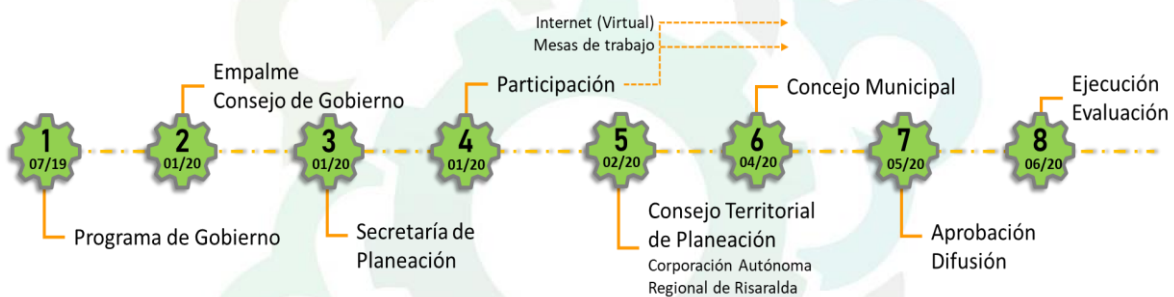 Internet (Virtual)
Mesas de trabajo
Empalme
Consejo de Gobierno
Participación
Concejo Municipal
Ejecución
Evaluación
1
07/19
2
01/20
3
01/20
4
01/20
5
02/20
6
04/20
7
05/20
8
06/20
Programa de Gobierno
Secretaría de
Planeación
Consejo Territorial
de Planeación
Corporación Autónoma
Regional de Risaralda
Aprobación
Difusión